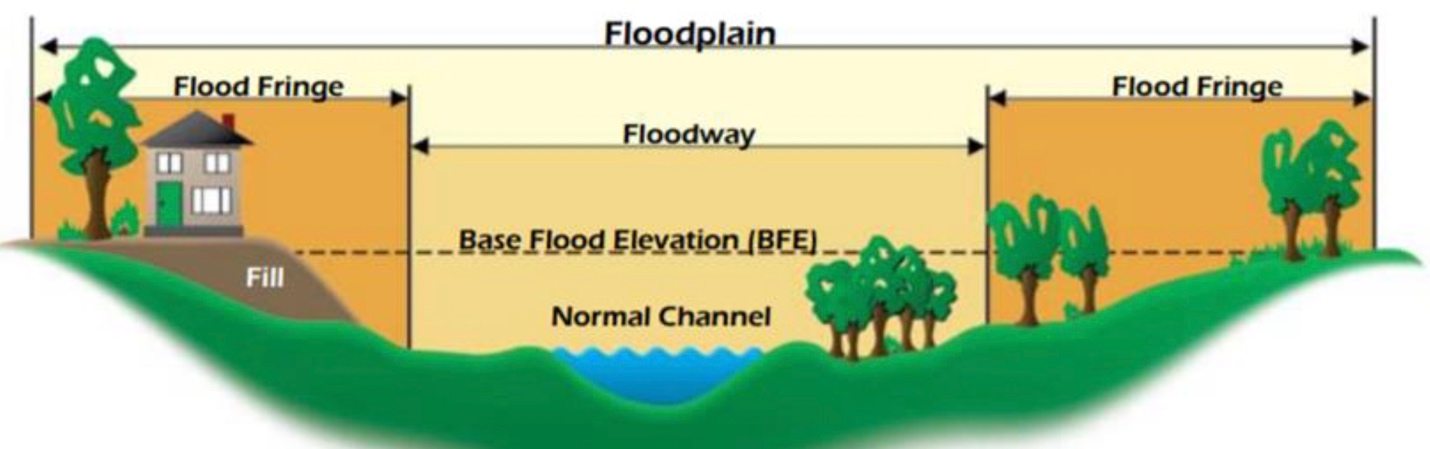 Floodplain
Flood Fringe
Flood Fringe
Floodway
Base Flood Elevation (BFE)
Fill
Normal Channel